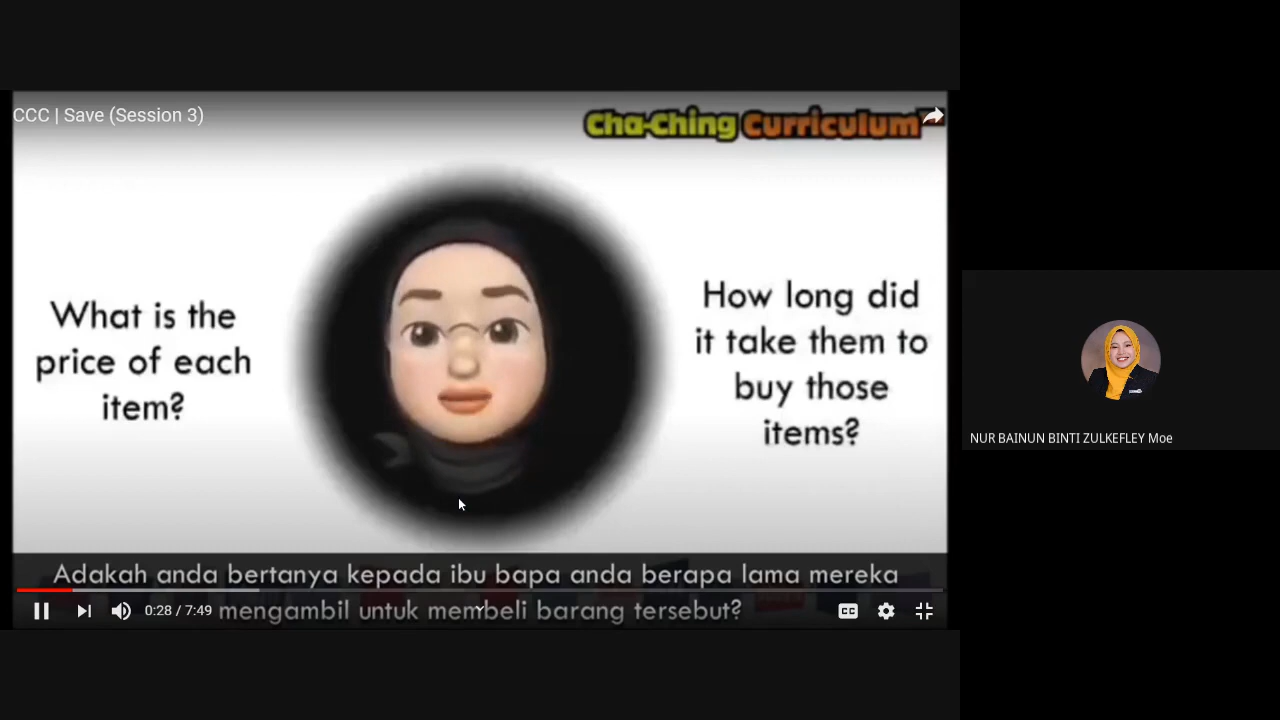 CCC | Save (Session 3)
Cha-Ching Curriculum
What is the
price of each
item?
How long did
it take them to
buy those
items?
Adakah anda bertanya kepada ibu bapa anda berapa lama mereka
mengambil untuk membeli barang tersebut?
0:28 / 7:49
CC
NUR BAINUN BINTI ZULKEFLEY Moe